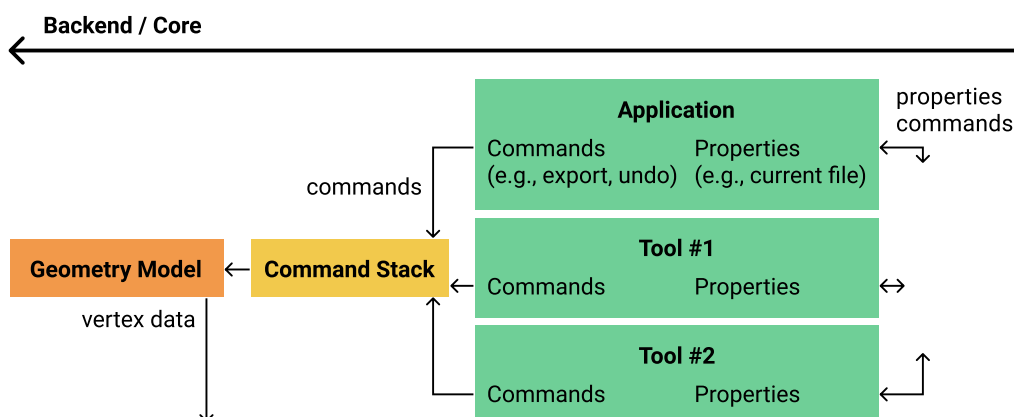 Backend / Core
Application
properties
commands
Commands
(e.g., export, undo)
Properties
(e.g., current file)
commands
Tool #1
Commands
Properties
Geometry Model
Command Stack
vertex data
Tool #2
Commands
Properties